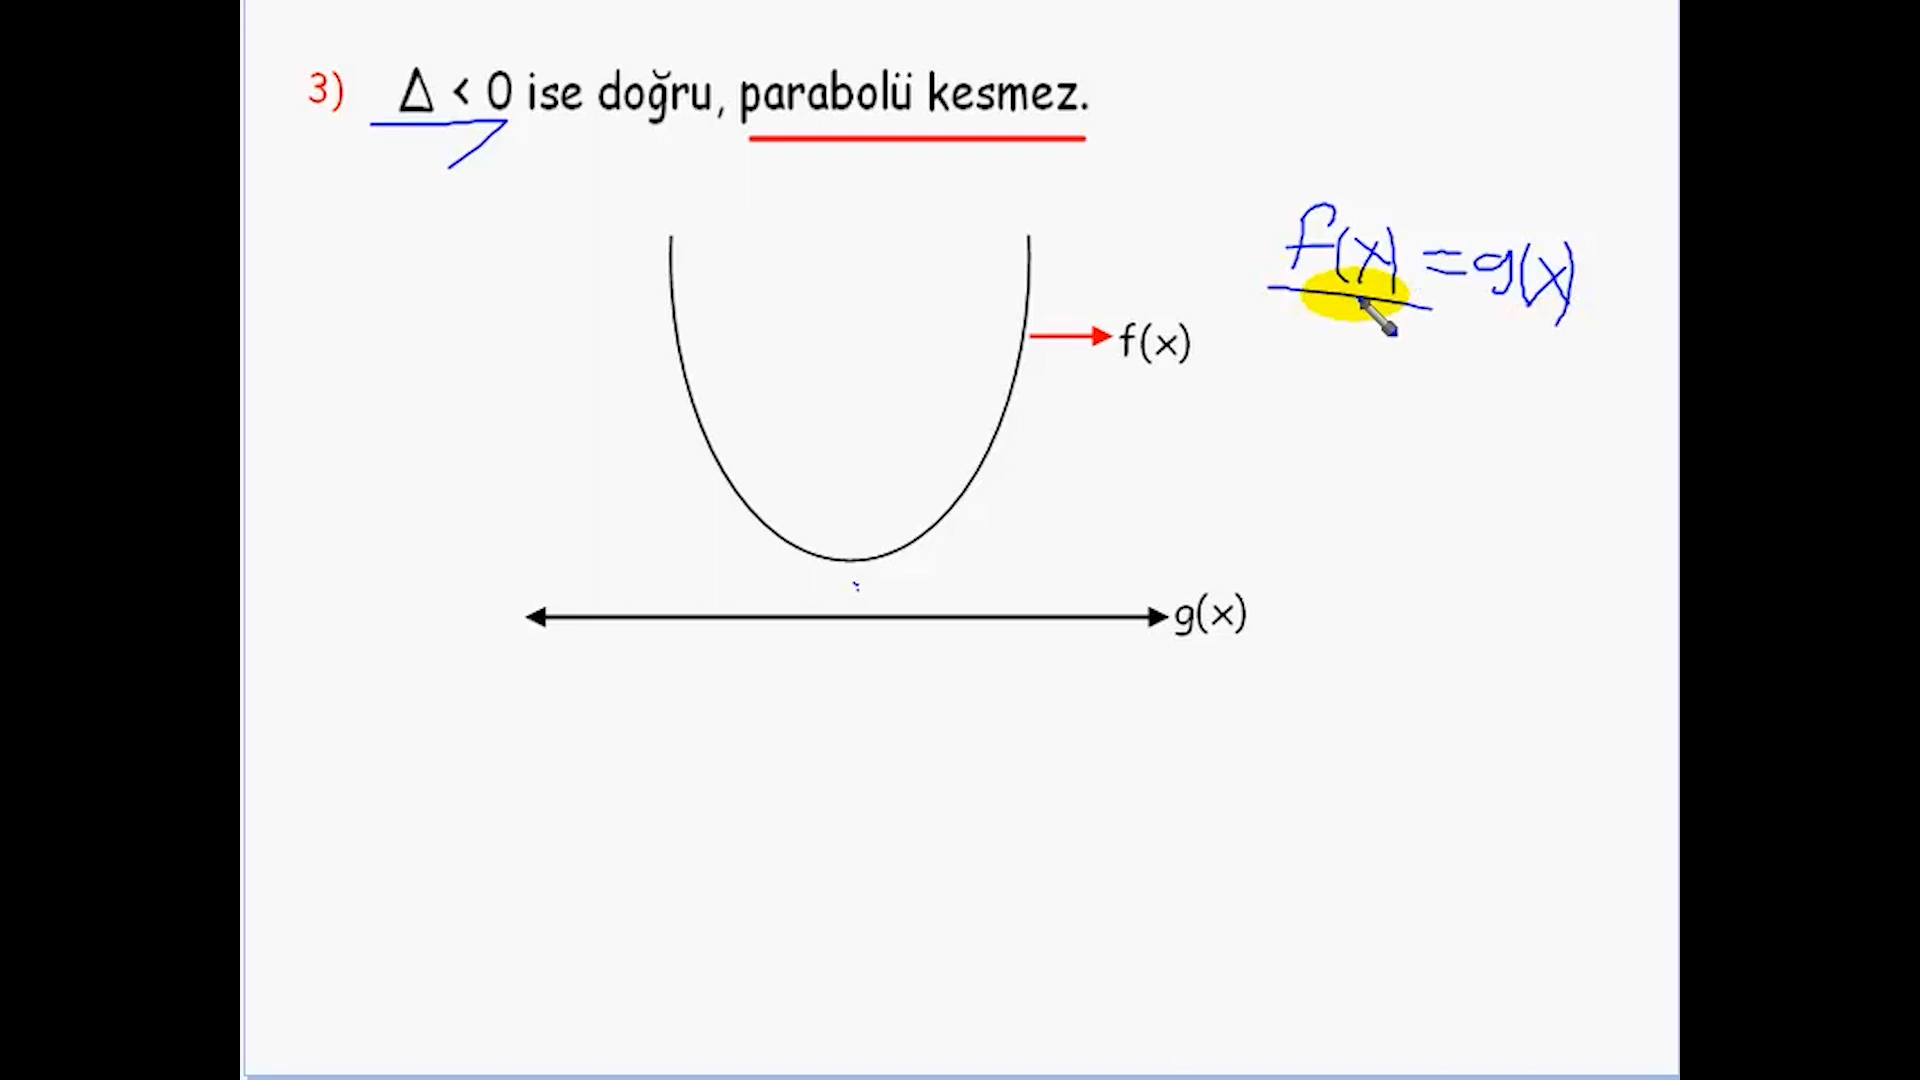 3) Δ < 0 ise doğru, parabolü kesmez.
f(x) = g(x)
f(x)
g(x)